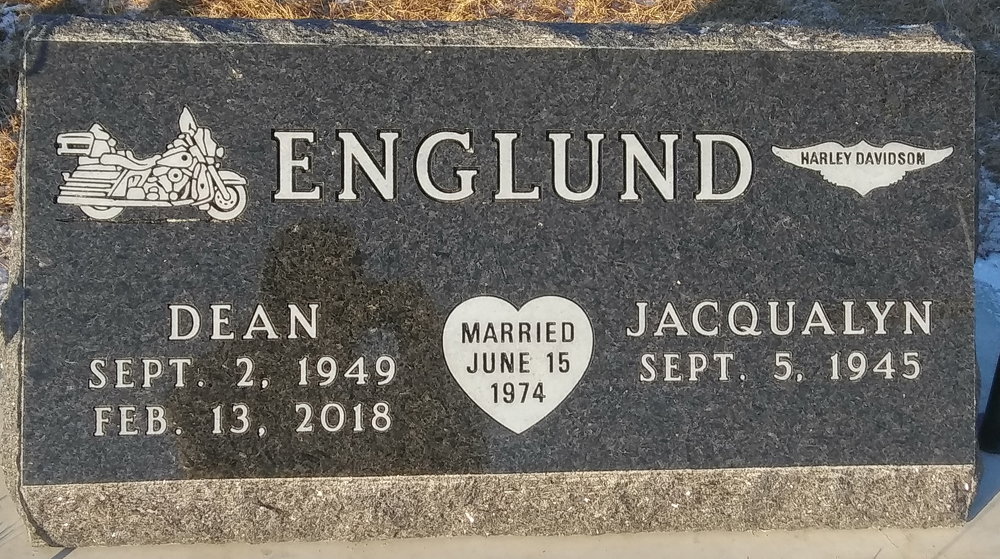 ENGLUND
HARLEY DAVIDSON
DEAN
SEPT. 2, 1949
FEB. 13, 2018
MARRIED
JUNE 15
1974
JACQUALYN
SEPT. 5, 1945